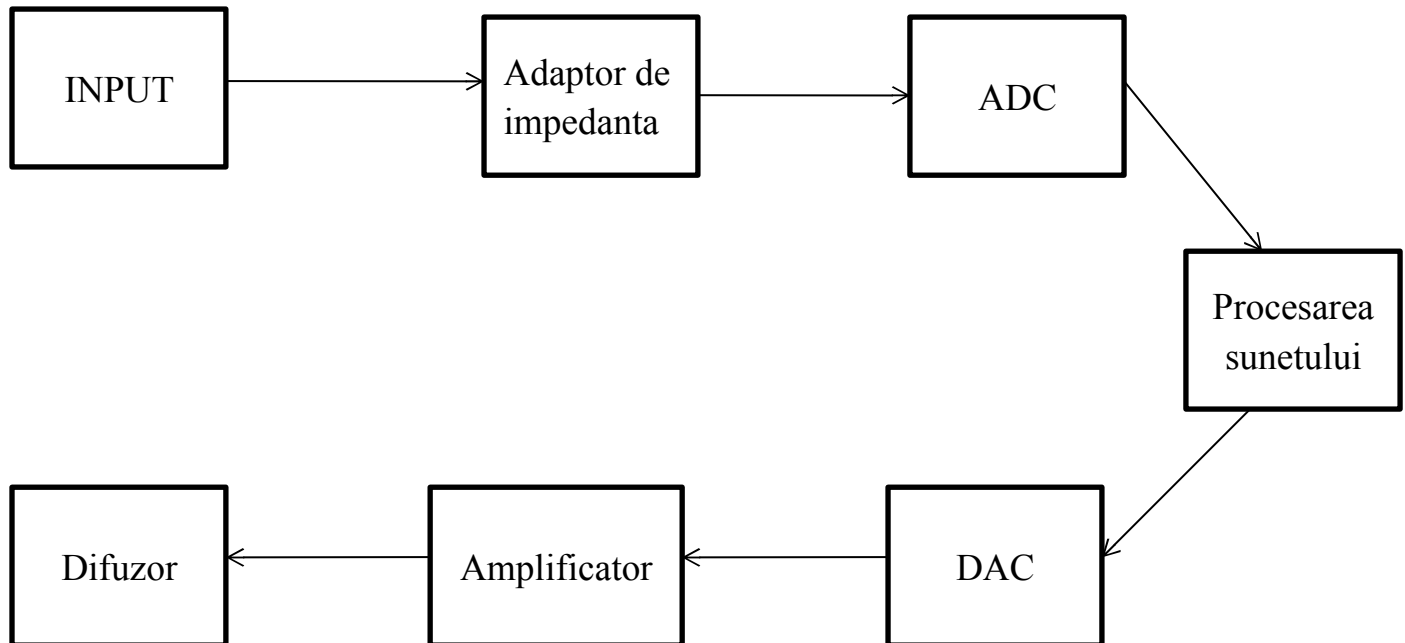 INPUT
Adaptor de
impedanta
ADC
Procesarea
sunetului
DAC
Amplificator
Difuzor